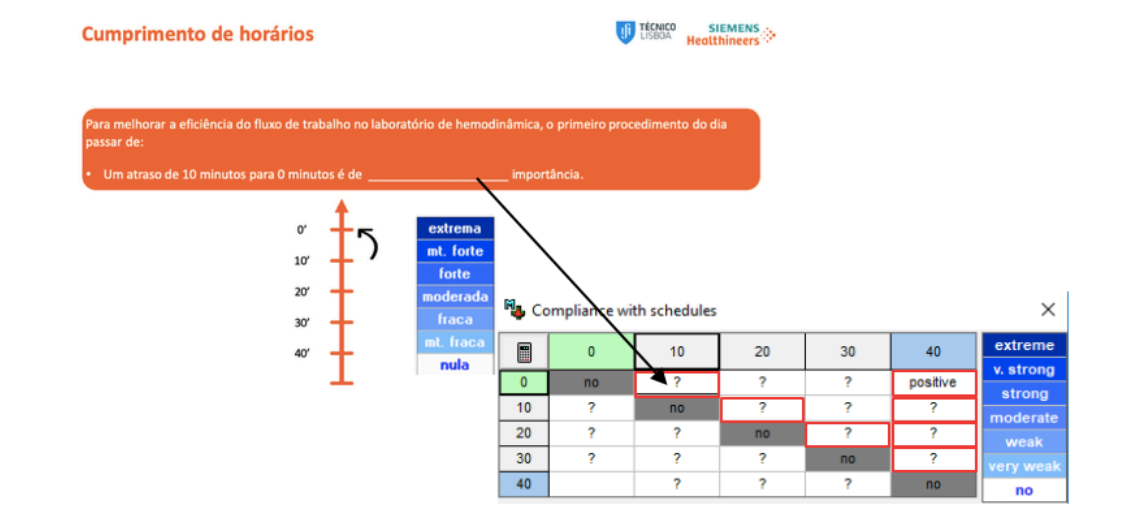 Cumprimento de horários
TÉCNICO
LISBOA
SIEMENS
Healthineers
Para melhorar a eficiência do fluxo de trabalho no laboratório de hemodinâmica, o primeiro procedimento do dia
passar de:
• Um atraso de 10 minutos para 0 minutos é de ______________________ importância.
0'
10'
20'
30'
40'
extrema
mt. forte
forte
moderada
fraca
mt. fraca
nula
Compliance with schedules
0 10 20 30 40
0 no ? ? ? positive
10 ? no ? ? ?
20 ? ? no ? ?
30 ? ? ? no ?
40 ? ? ? no
extreme
v. strong
strong
moderate
weak
very weak
no